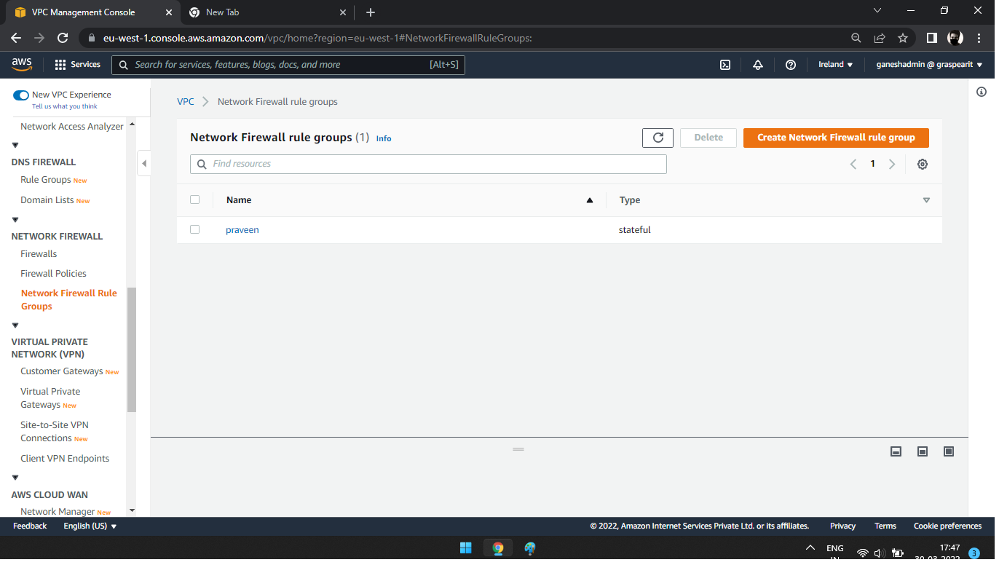 VPC Management Console
New Tab
eu-west-1.console.aws.amazon.com/vpc/home?region=eu-west-1#NetworkFirewallRuleGroups:
aws
Services
Search for services, features, blogs, docs, and more
[Alt+S]
Ireland
ganeshadmin @ graspearit
New VPC Experience
Tell us what you think
Network Access Analyzer
DNS FIREWALL
Rule Groups New
Domain Lists New
NETWORK FIREWALL
Firewalls
Firewall Policies
Network Firewall Rule
Groups
VIRTUAL PRIVATE
NETWORK (VPN)
Customer Gateways New
Virtual Private
Gateways New
Site-to-Site VPN
Connections New
Client VPN Endpoints
AWS CLOUD WAN
Network Manager New
VPC
Network Firewall rule groups
Network Firewall rule groups (1) Info
Delete
Create Network Firewall rule group
Find resources
1
Name
Type
praveen
stateful
Feedback
English (US)
© 2022, Amazon Internet Services Private Ltd. or its affiliates.
Privacy
Terms
Cookie preferences
ENG
IN
17:47
30-03-2022
3